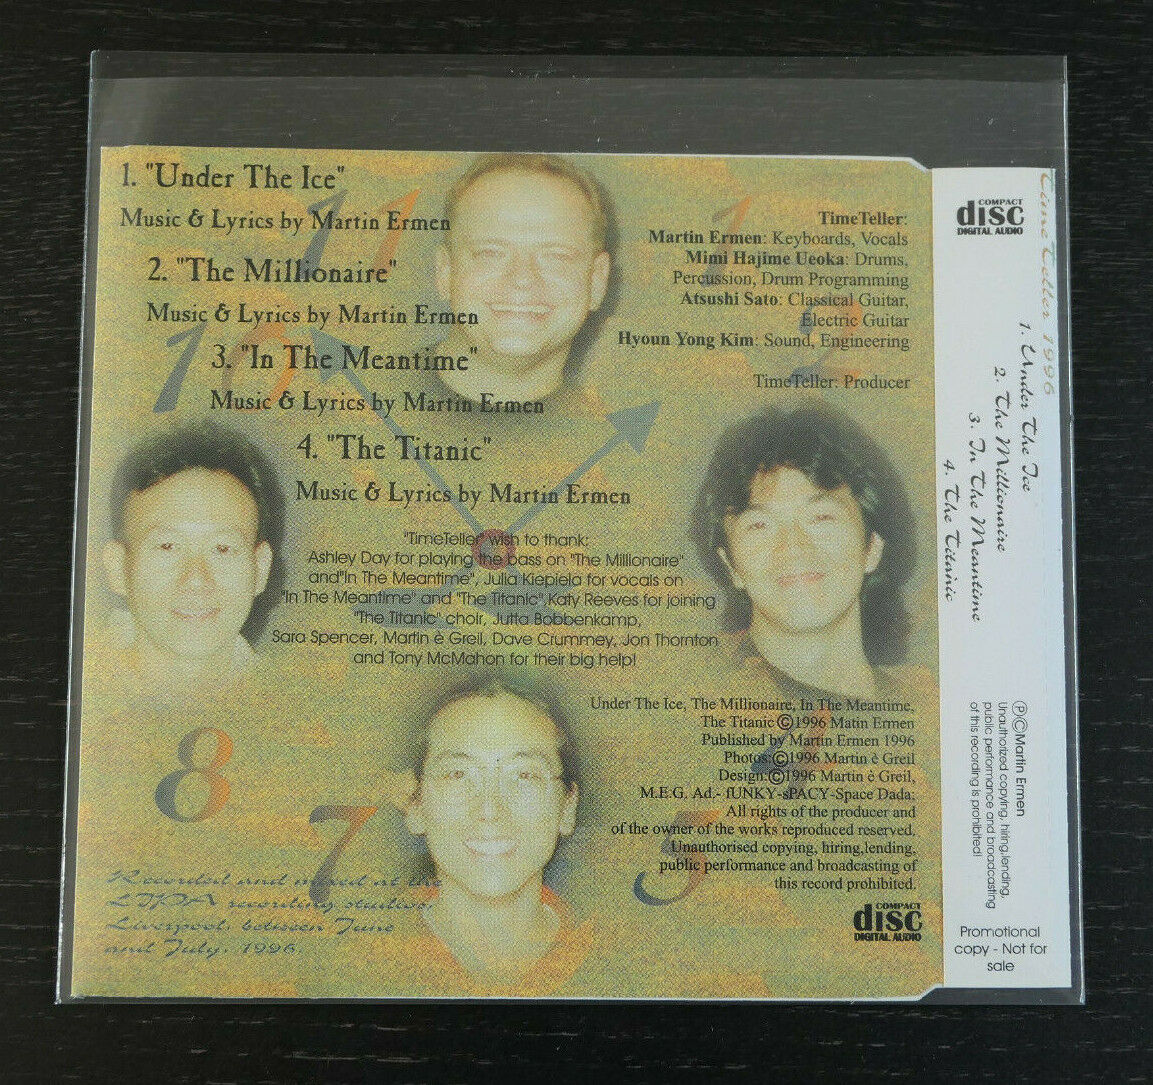 1. "Under The Ice"
Music & Lyrics by Martin Ermen
2. "The Millionaire"
Music & Lyrics by Martin Ermen
3. "In The Meantime"
Music & Lyrics by Martin Ermen
4. "The Titanic"
Music & Lyrics by Martin Ermen
TimeTeller:
Martin Ermen: Keyboards, Vocals
Mimi Hajime Ueoka: Drums,
Percussion, Drum Programming
Atsushi Sato: Classical Guitar,
Electric Guitar
Hyoun Yong Kim: Sound, Engineering
TimeTeller: Producer
11
1
10
8
7
5
"TimeTeller" wish to thank:
Ashley Day for playing the bass on "The Millionaire"
and"In The Meantime", Julia Kiepiela for vocals on
"In The Meantime" and "The Titanic",Katy Reeves for joining
"The Titanic" choir, Jutta Bobbenkamp,
Sara Spencer, Martin è Greil, Dave Crummey, Jon Thornton
and Tony McMahon for their big help!
Under The Ice, The Millionaire, In The Meantime,
The Titanic ©1996 Matin Ermen
Published by Martin Ermen 1996
Photos:©1996 Martin è Greil
Design:©1996 Martin è Greil,
M.E.G. Ad.- fUNKY-sPACY-Space Dada;
All rights of the producer and
of the owner of the works reproduced reserved,
Unauthorised copying, hiring,lending,
public performance and broadcasting of
this record prohibited.
COMPACT
disc
DIGITAL AUDIO
Recorded and mixed at the
LIPA recording studios,
Liverpool, between June
and July, 1996.
COMPACT
disc
DIGITAL AUDIO
TimeTeller 1996
1. Under The Ice
2. The Millionaire
3. In The Meantime
4. The Titanic
℗©Martin Ermen
Unauthorized copying, hiring,lending,
public performance and broadcasting
of this recording is prohibited!
Promotional
copy - Not for
sale